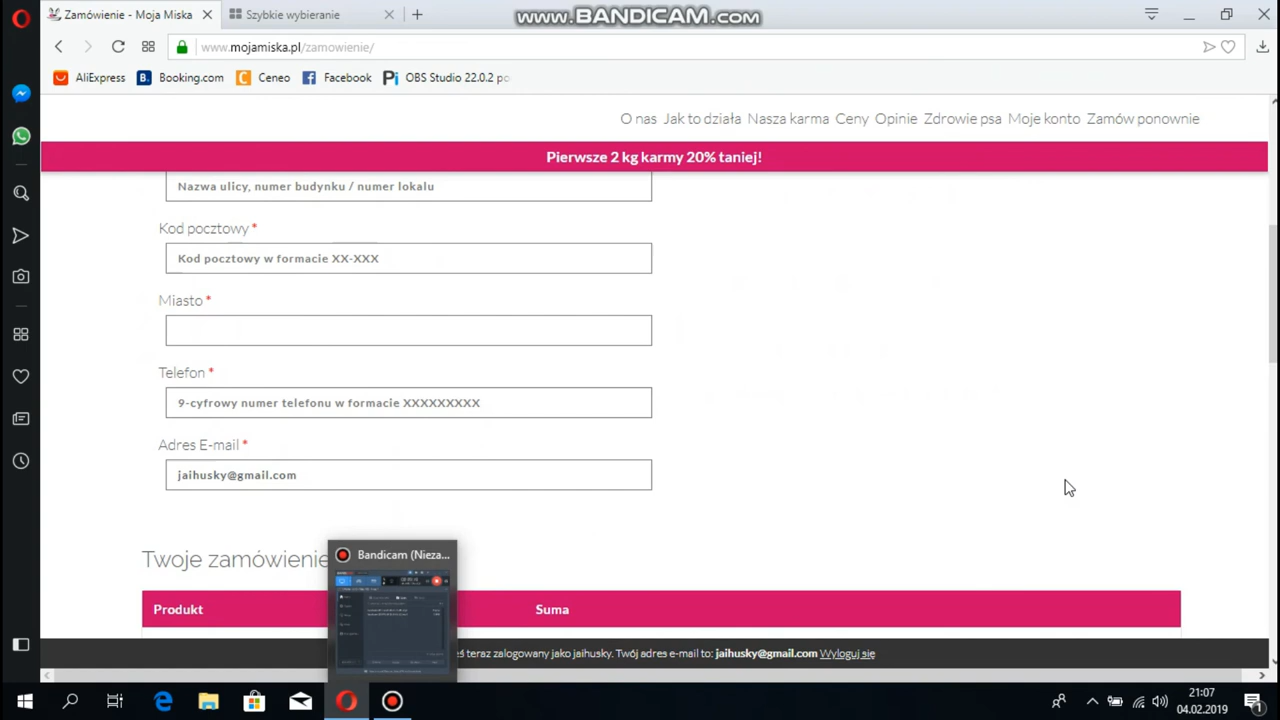 Zamówienie - Moja Miska
Szybkie wybieranie
www.BANDICAM.com
www.mojamiska.pl/zamowienie/
AliExpress
Booking.com
Ceneo
Facebook
OBS Studio 22.0.2 po
O nas Jak to działa Nasza karma Ceny Opinie Zdrowie psa Moje konto Zamów ponownie
Pierwsze 2 kg karmy 20% taniej!
Nazwa ulicy, numer budynku / numer lokalu
Kod pocztowy *
Kod pocztowy w formacie XX-XXX
Miasto *
Telefon *
9-cyfrowy numer telefonu w formacie XXXXXXXXX
Adres E-mail *
jaihusky@gmail.com
Twoje zamówienie
Bandicam (Nieza...
Produkt
Suma
teraz zalogowany jako jaihusky. Twój adres e-mail to: jaihusky@gmail.com Wyloguj się
21:07
04.02.2019
1